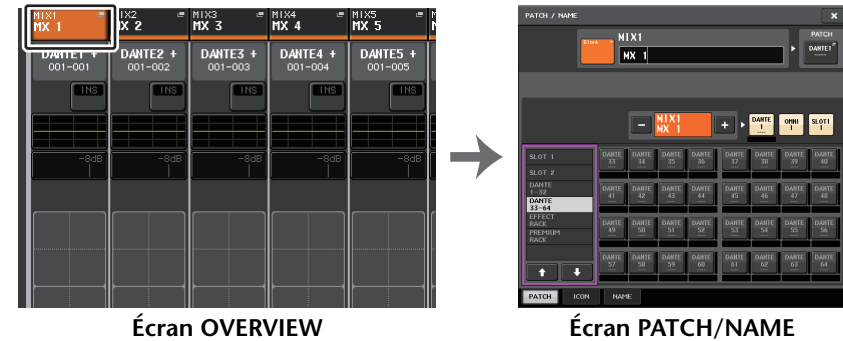 MIX1
MX 1
IX2
X 2
MIX3
MX 3
MIX4
MX 4
MIX5
MX 5
DANTE1 +
001-001
DANTE2 +
001-002
DANTE3 +
001-003
DANTE4 +
001-004
DANTE5 +
001-005
INS
INS
INS
INS
INS
-8dB
-8dB
-8dB
-8dB
-8dB
Écran OVERVIEW
PATCH / NAME
Blank
MIX1
MX 1
PATCH
DANTE1
-
MIX1
MX 1
+
DANTE
1
OMNI
1
SLOT1
1
SLOT 1
SLOT 2
DANTE
1-32
DANTE
33-64
EFFECT
RACK
PREMIUM
RACK
DANTE
33
DANTE
34
DANTE
35
DANTE
36
DANTE
37
DANTE
38
DANTE
39
DANTE
40
DANTE
41
DANTE
42
DANTE
43
DANTE
44
DANTE
45
DANTE
46
DANTE
47
DANTE
48
DANTE
49
DANTE
50
DANTE
51
DANTE
52
DANTE
53
DANTE
54
DANTE
55
DANTE
56
DANTE
57
DANTE
58
DANTE
59
DANTE
60
DANTE
61
DANTE
62
DANTE
63
DANTE
64
PATCH
ICON
NAME
Écran PATCH/NAME